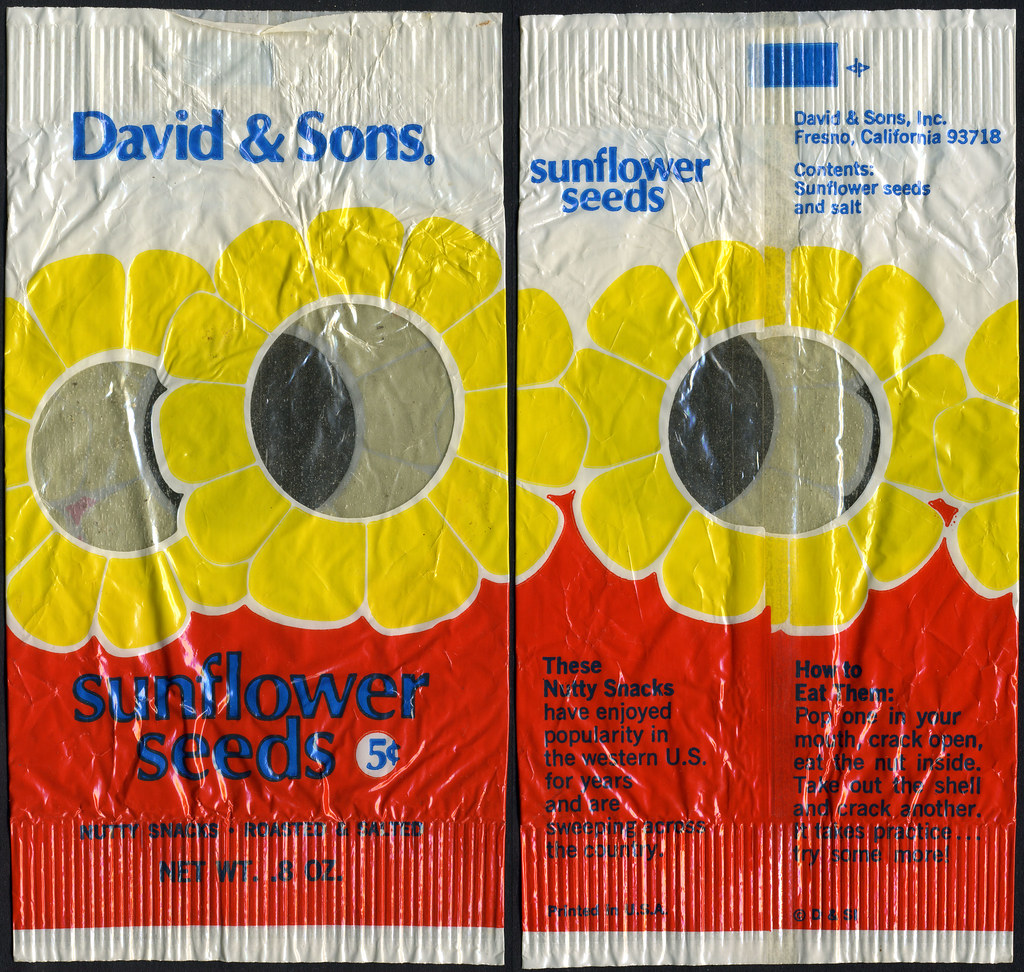 David & Sons.
sunflower
seeds 5¢
NUTTY SNACKS • ROASTED & SALTED
NET WT. .8 OZ.
sunflower
seeds
David & Sons, Inc.
Fresno, California 93718
Contents:
Sunflower seeds
and salt
These
Nutty Snacks
have enjoyed
popularity in
the western U.S.
for years
and are
sweeping across
the country.
Printed in U.S.A.
How to
Eat Them:
Pop one in your
mouth, crack open,
eat the nut inside.
Take out the shell
and crack another.
It takes practice...
try some more!
© D & SI